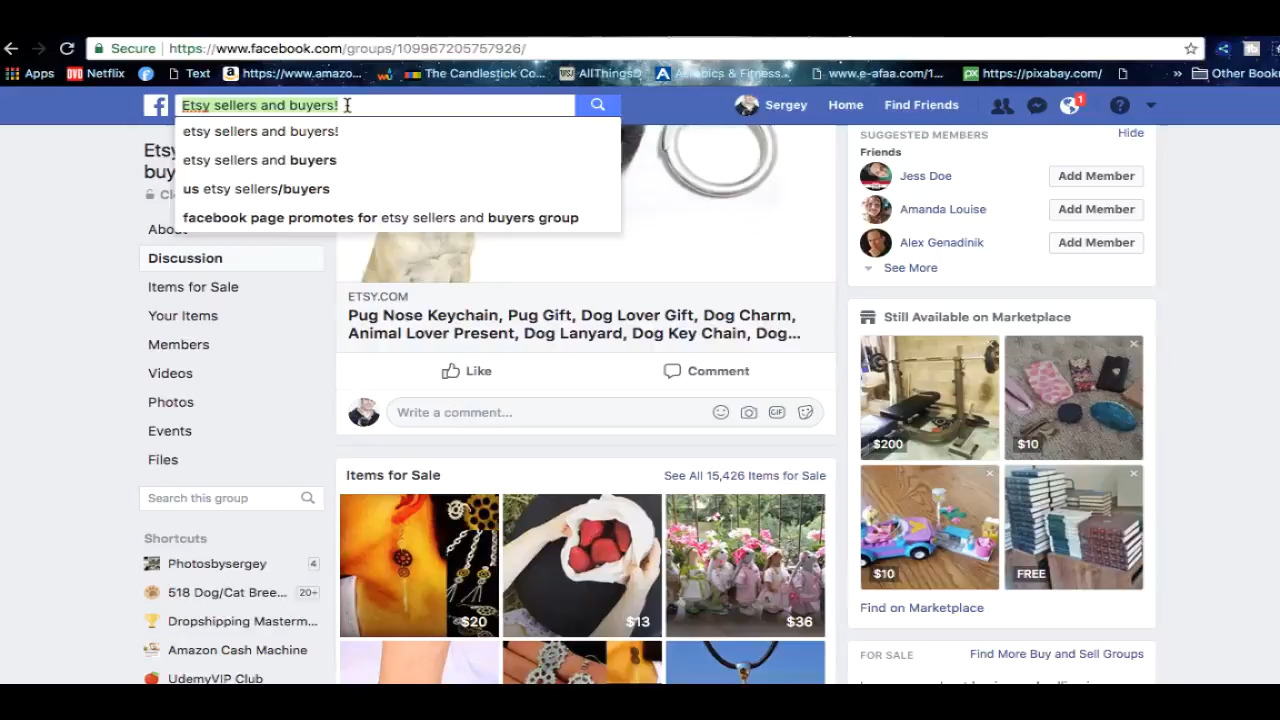 Secure https://www.facebook.com/groups/109967205757926/
Apps Netflix Text https://www.amazo... The Candlestick Co... AllThingsD Aerobics & Fitness... www.e-afaa.com/1... https://pixabay.com/ » Other Bookm
Etsy sellers and buyers!
Sergey Home Find Friends 1
etsy sellers and buyers!
etsy sellers and buyers
us etsy sellers/buyers
facebook page promotes for etsy sellers and buyers group
Discussion
Items for Sale
Your Items
Members
Videos
Photos
Events
Files
Search this group
Shortcuts
Photosbysergey 4
518 Dog/Cat Bree... 20+
Dropshipping Masterm...
Amazon Cash Machine
UdemyVIP Club
ETSY.COM
Pug Nose Keychain, Pug Gift, Dog Lover Gift, Dog Charm,
Animal Lover Present, Dog Lanyard, Dog Key Chain, Dog...
Like Comment
Write a comment...
GIF
Items for Sale See All 15,426 Items for Sale
$20 $13 $36
SUGGESTED MEMBERS Hide
Friends
Jess Doe Add Member
Amanda Louise Add Member
Alex Genadinik Add Member
See More
Still Available on Marketplace
$200 $10
$10 FREE
Find on Marketplace
FOR SALE Find More Buy and Sell Groups